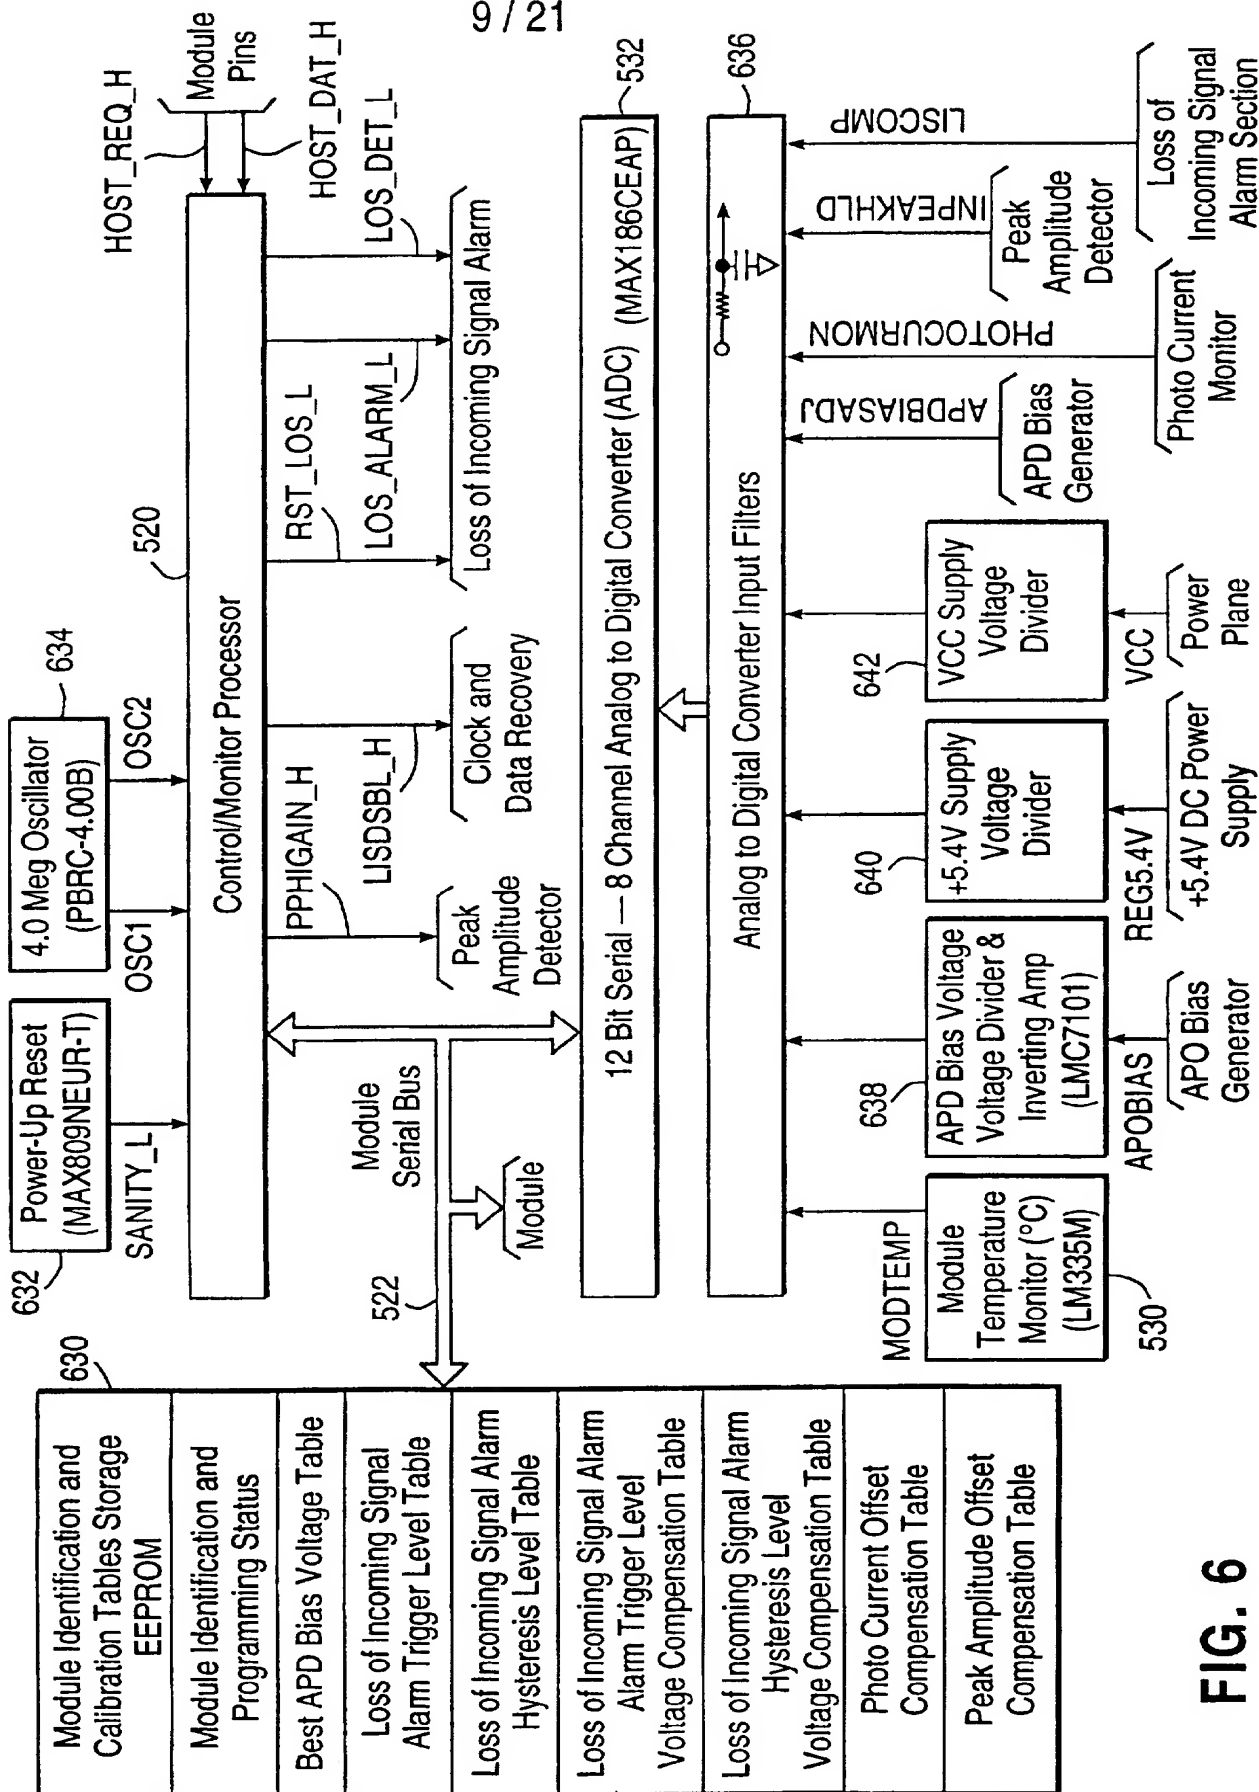 9 / 21
HOST_REQ_H
Module
Pins
HOST_DAT_H
632
Power-Up Reset
(MAX809NEUR-T)
SANITY_L
4.0 Meg Oscillator
(PBRC-4.00B)
634
OSC1
OSC2
520
Control/Monitor Processor
630
Module Identification and
Calibration Tables Storage
EEPROM
Module Identification and
Programming Status
Best APD Bias Voltage Table
Loss of Incoming Signal
Alarm Trigger Level Table
Loss of Incoming Signal Alarm
Hysteresis Level Table
Loss of Incoming Signal Alarm
Alarm Trigger Level
Voltage Compensation Table
Loss of Incoming Signal Alarm
Hysteresis Level
Voltage Compensation Table
Photo Current Offset
Compensation Table
Peak Amplitude Offset
Compensation Table
522
Module
Serial Bus
Module
PPHIGAIN_H
Peak
Amplitude
Detector
LISDSBL_H
Clock and
Data Recovery
RST_LOS_L
LOS_ALARM_L
LOS_DET_L
Loss of Incoming Signal Alarm
12 Bit Serial — 8 Channel Analog to Digital Converter (ADC) (MAX186CEAP)
532
Analog to Digital Converter Input Filters
636
MODTEMP
Module
Temperature
Monitor (°C)
(LM335M)
530
638
APD Bias Voltage
Voltage Divider &
Inverting Amp
(LMC7101)
APOBIAS
APO Bias
Generator
640
+5.4V Supply
Voltage
Divider
REG5.4V
+5.4V DC Power
Supply
642
VCC Supply
Voltage
Divider
VCC
Power
Plane
APDBIASADJ
APD Bias
Generator
PHOTOCURMON
Photo Current
Monitor
INPEAKHLD
Peak
Amplitude
Detector
LISCOMP
Loss of
Incoming Signal
Alarm Section
FIG. 6